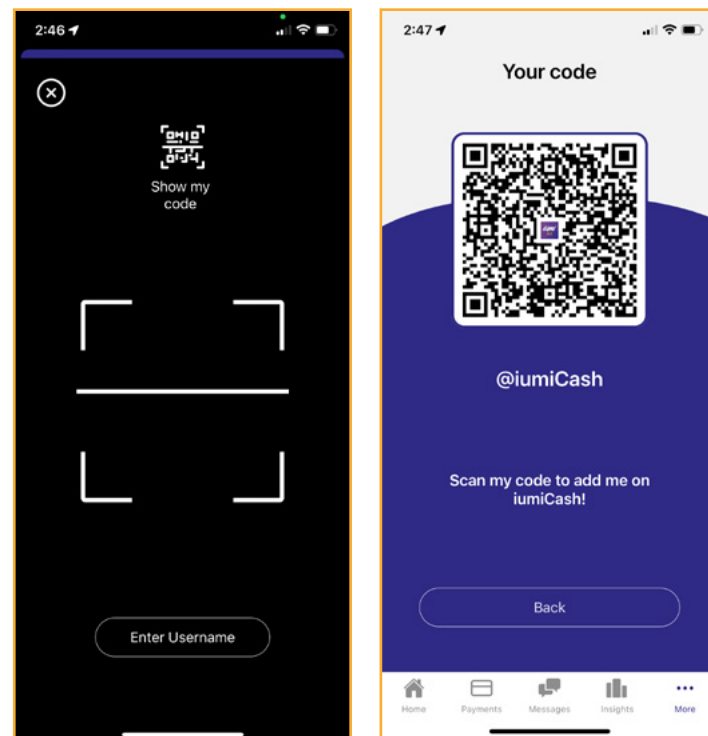 2:46
Show my
code
Enter Username
2:47
Your code
@iumiCash
Scan my code to add me on
iumiCash!
Back
Home
Payments
Messages
Insights
More